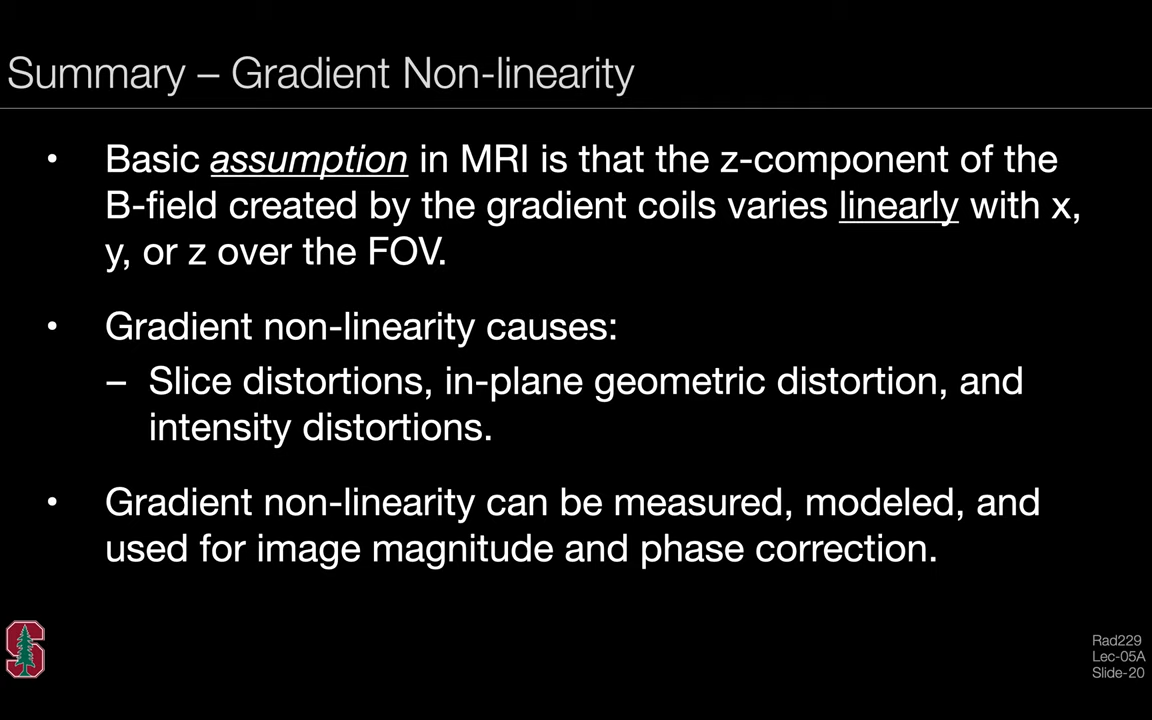 Summary – Gradient Non-linearity
• Basic assumption in MRI is that the z-component of the
B-field created by the gradient coils varies linearly with x,
y, or z over the FOV.
• Gradient non-linearity causes:
– Slice distortions, in-plane geometric distortion, and
intensity distortions.
• Gradient non-linearity can be measured, modeled, and
used for image magnitude and phase correction.
S
Rad229
Lec-05A
Slide-20